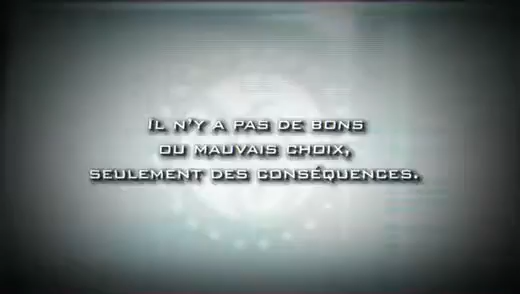 Il n'y a pas de bons
ou mauvais choix,
seulement des conséquences.